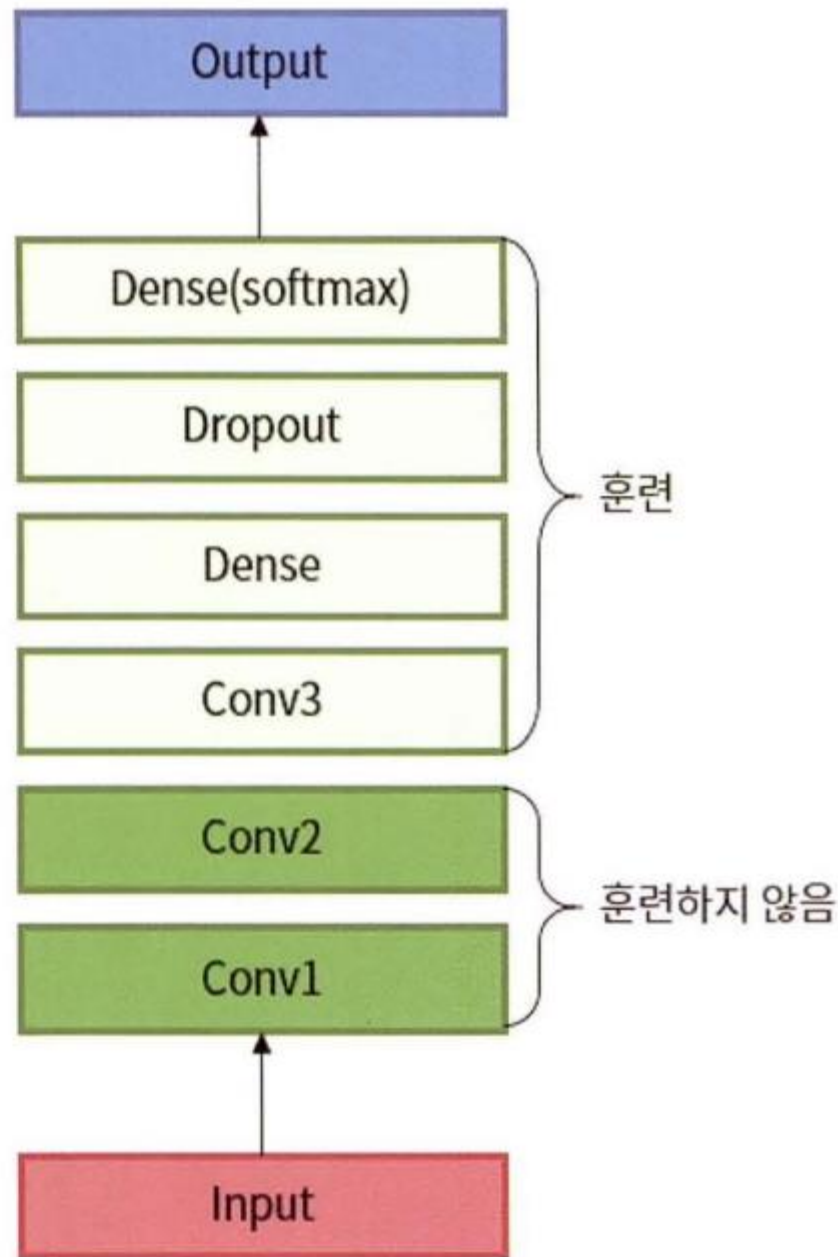 Output
Dense(softmax)
Dropout
훈련
Dense
Conv3
Conv2
훈련하지 않음
Conv1
Input